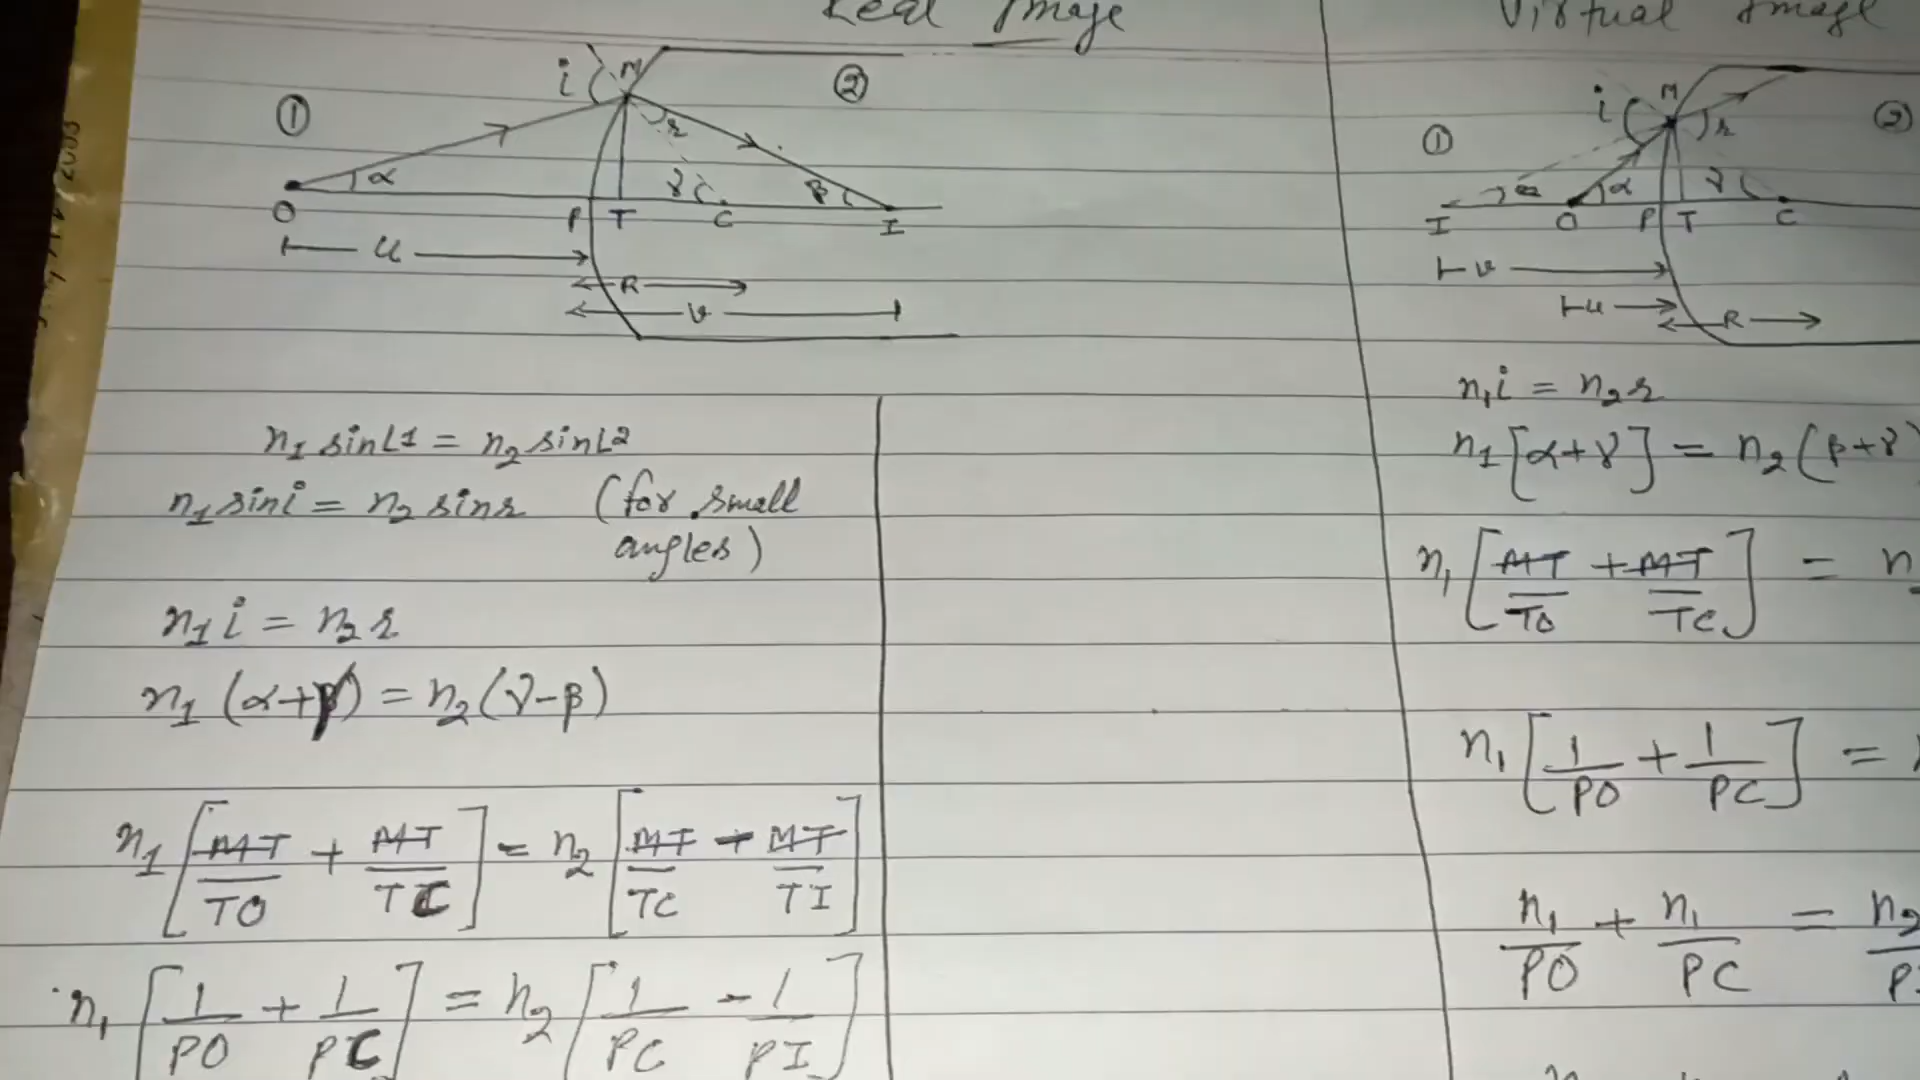 Real Image
① i M ②
r
α γ β
O P T C I
u
R
v
n₁ sin∠1 = n₂ sin∠2
n₁ sini = n₂ sinr (for small
angles)
n₁ i = n₂ r
n₁ (α+γ) = n₂ (γ-β)
n₁ [MT/TO + MT/TC] = n₂ [MT/TC - MT/TI]
n₁ [1/PO + 1/PC] = n₂ [1/PC - 1/PI]
Virtual Image
① i M r ②
α γ
I O P T C
v
u
R
n₁i = n₂r
n₁ [α+γ] = n₂ (β+γ)
n₁ [MT/TO + MT/TC] = n
n₁ [1/PO + 1/PC] =
n₁/PO + n₁/PC = n₂/P